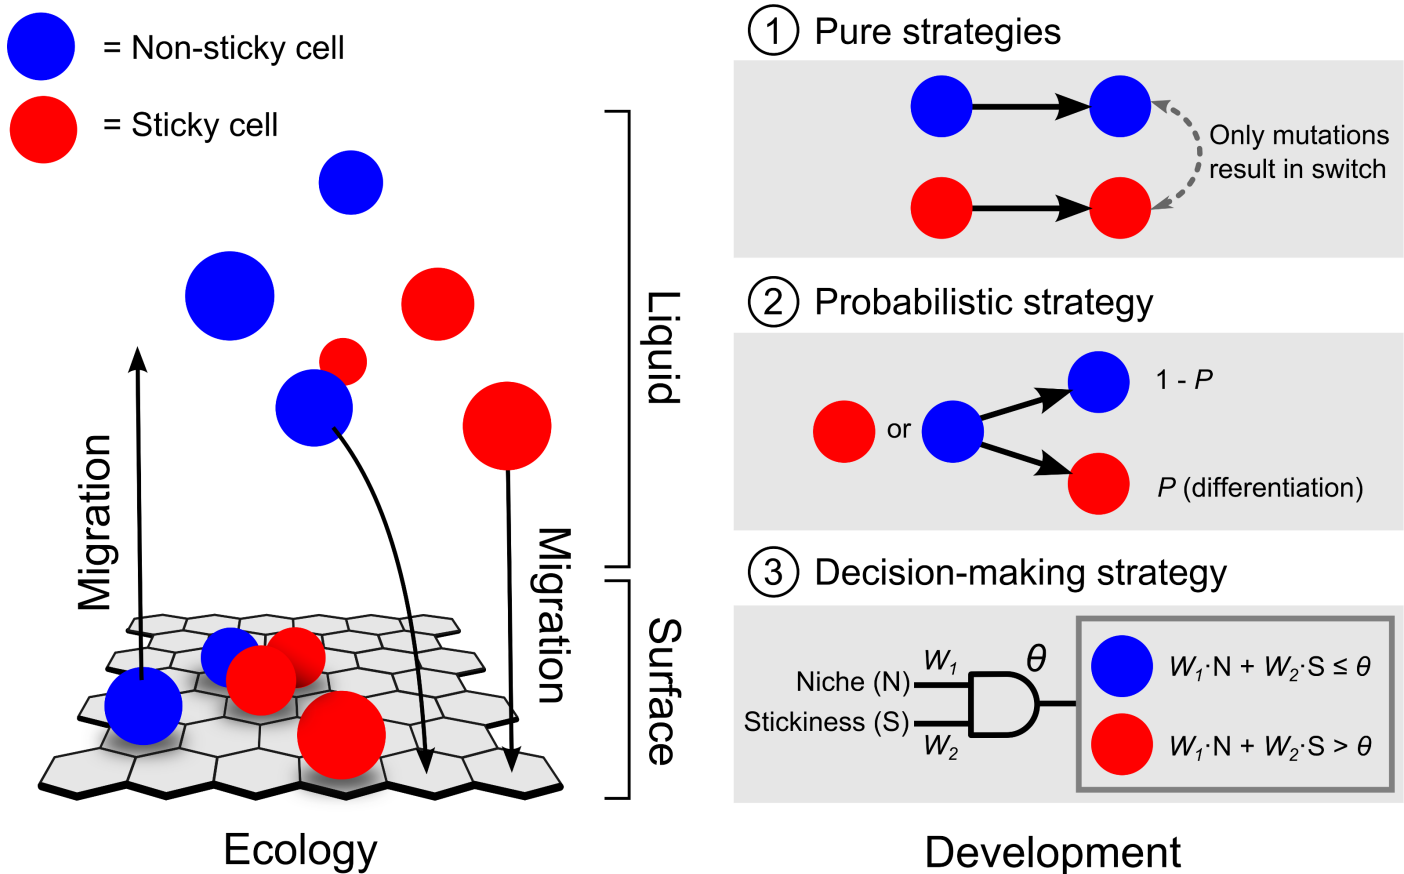 = Non-sticky cell
= Sticky cell
Migration
Migration
Liquid
Surface
Ecology
1 Pure strategies
Only mutations
result in switch
2 Probabilistic strategy
or
1 - P
P (differentiation)
3 Decision-making strategy
Niche (N)
Stickiness (S)
W₁
W₂
θ
W₁·N + W₂·S ≤ θ
W₁·N + W₂·S > θ
Development